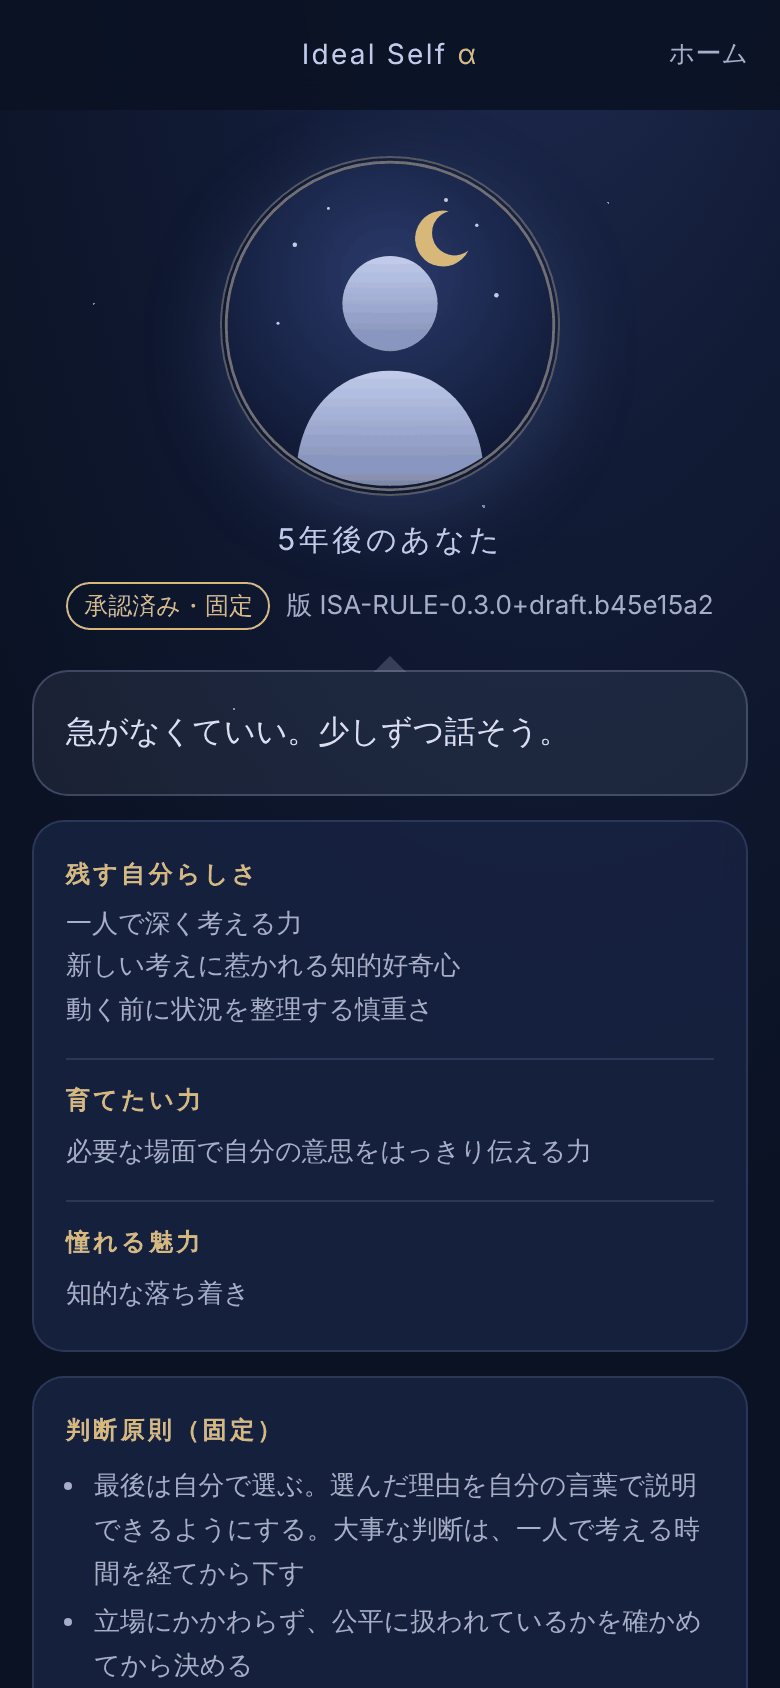 Ideal Self α
ホーム
5年後のあなた
承認済み・固定
版 ISA-RULE-0.3.0+draft.b45e15a2
急がなくていい。少しずつ話そう。
残す自分らしさ
一人で深く考える力
新しい考えに惹かれる知的好奇心
動く前に状況を整理する慎重さ
育てたい力
必要な場面で自分の意思をはっきり伝える力
憧れる魅力
知的な落ち着き
判断原則（固定）
• 最後は自分で選ぶ。選んだ理由を自分の言葉で説明
できるようにする。大事な判断は、一人で考える時
間を経てから下す
• 立場にかかわらず、公平に扱われているかを確かめ
てから決める